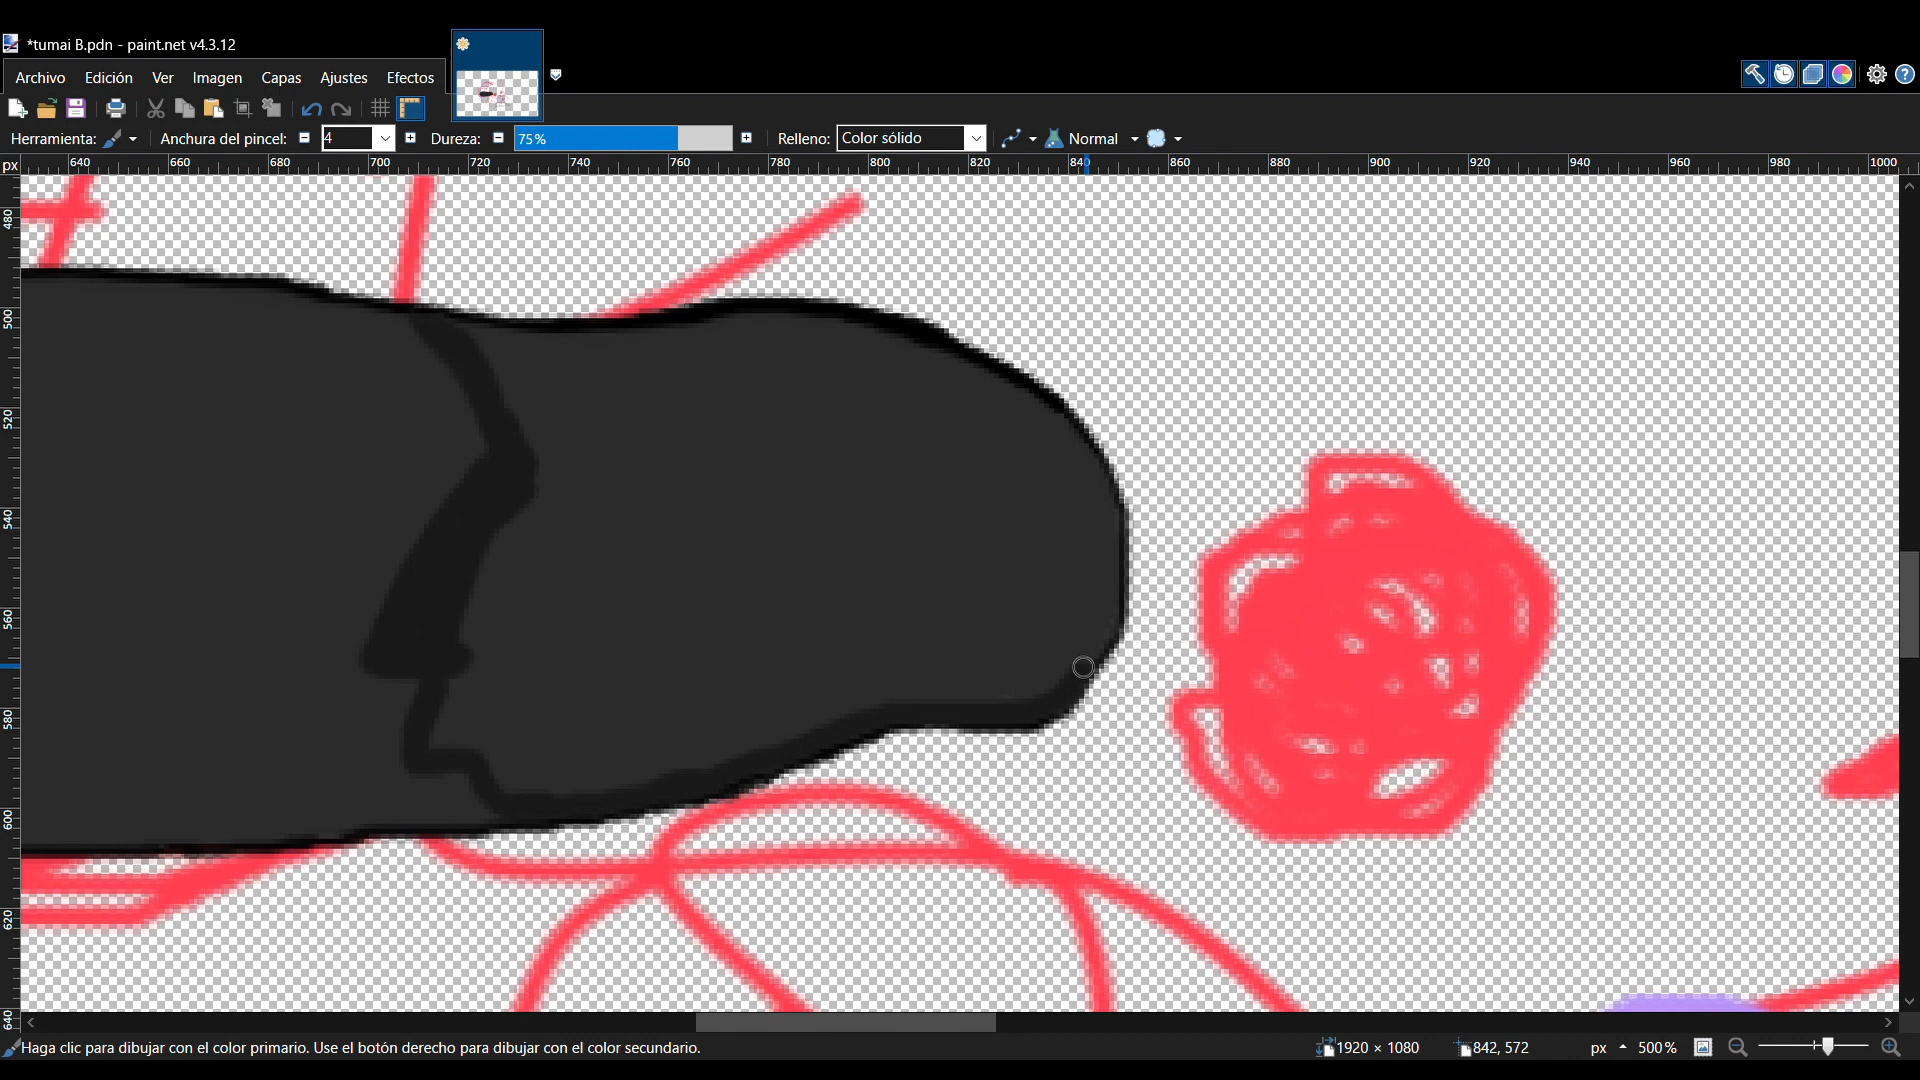 *tumai B.pdn - paint.net v4.3.12
Archivo Edición Ver Imagen Capas Ajustes Efectos
Herramienta: Anchura del pincel: 4 Dureza: 75% Relleno: Color sólido Normal
px 640 660 680 700 720 740 760 780 800 820 840 860 880 900 920 940 960 980 1000
480
500
520
540
560
580
600
620
640
Haga clic para dibujar con el color primario. Use el botón derecho para dibujar con el color secundario. 1920 × 1080 842, 572 px 500%